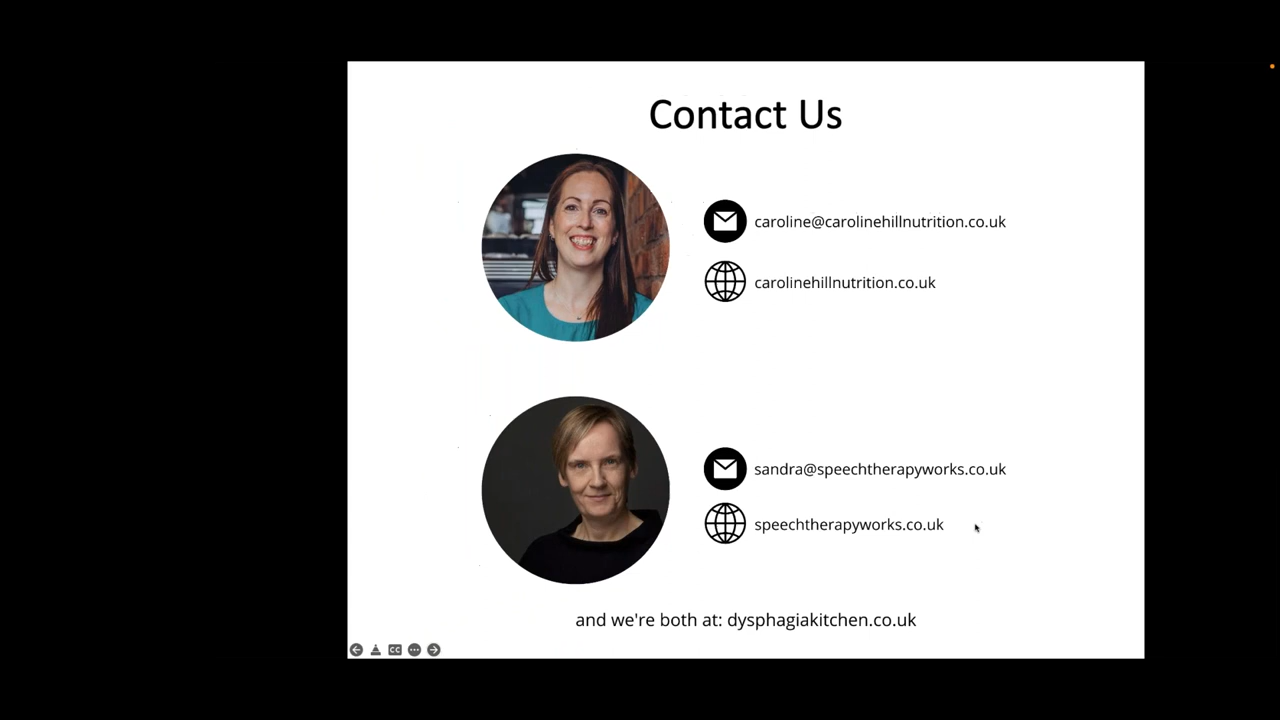 Contact Us
caroline@carolinehillnutrition.co.uk
carolinehillnutrition.co.uk
sandra@speechtherapyworks.co.uk
speechtherapyworks.co.uk
and we're both at: dysphagiakitchen.co.uk
CC